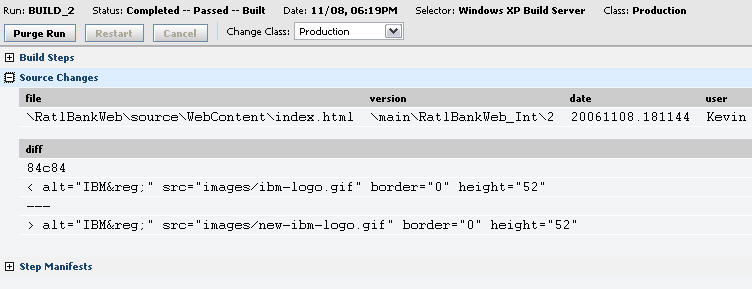 Run: BUILD_2 Status: Completed -- Passed -- Built Date: 11/08, 06:19PM Selector: Windows XP Build Server Class: Production
Purge Run Restart Cancel Change Class: Production
Build Steps
Source Changes
file version date user
\RatlBankWeb\source\WebContent\index.html \main\RatlBankWeb_Int\2 20061108.181144 Kevin
diff
84c84
< alt="IBM&reg;" src="images/ibm-logo.gif" border="0" height="52"
---
> alt="IBM&reg;" src="images/new-ibm-logo.gif" border="0" height="52"
Step Manifests